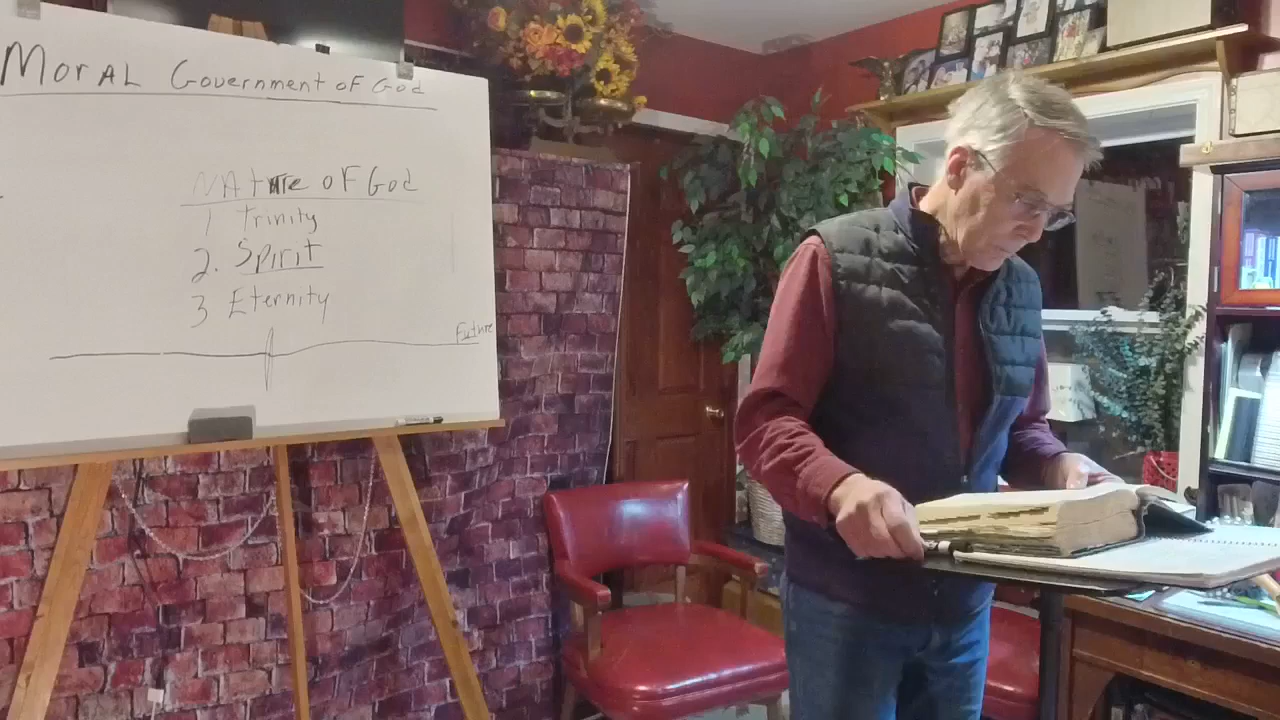 Moral Government of God
Nature of God
1 Trinity
2. Spirit
3 Eternity
Future